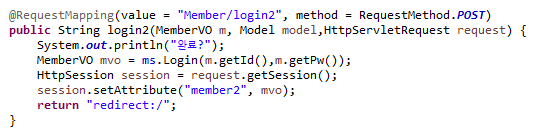 @RequestMapping(value = "Member/login2", method = RequestMethod.POST)
public String login2(MemberVO m, Model model,HttpServletRequest request) {
System.out.println("완료?");
MemberVO mvo = ms.Login(m.getId(),m.getPw());
HttpSession session = request.getSession();
session.setAttribute("member2", mvo);
return "redirect:/";
}